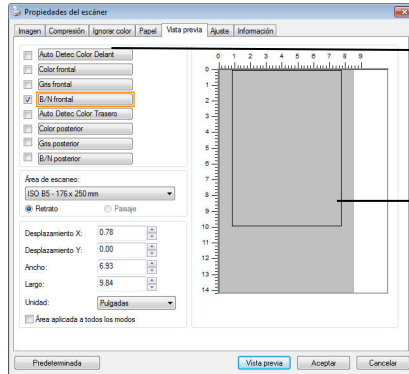 Propiedades del escáner
Imagen Compresión Ignorar color Papel Vista previa Ajuste Información
Auto Detec Color Delant
Color frontal
Gris frontal
B/N frontal
Auto Detec Color Trasero
Color posterior
Gris posterior
B/N posterior
Área de escaneo:
ISO B5 - 176 x 250 mm
Retrato Paisaje
Desplazamiento X: 0.78
Desplazamiento Y: 0.00
Ancho: 6.93
Largo: 9.84
Unidad: Pulgadas
Área aplicada a todos los modos
0 1 2 3 4 5 6 7 8 9
0
1
2
3
4
5
6
7
8
9
10
11
12
13
14
Predeterminada Vista previa Aceptar Cancelar